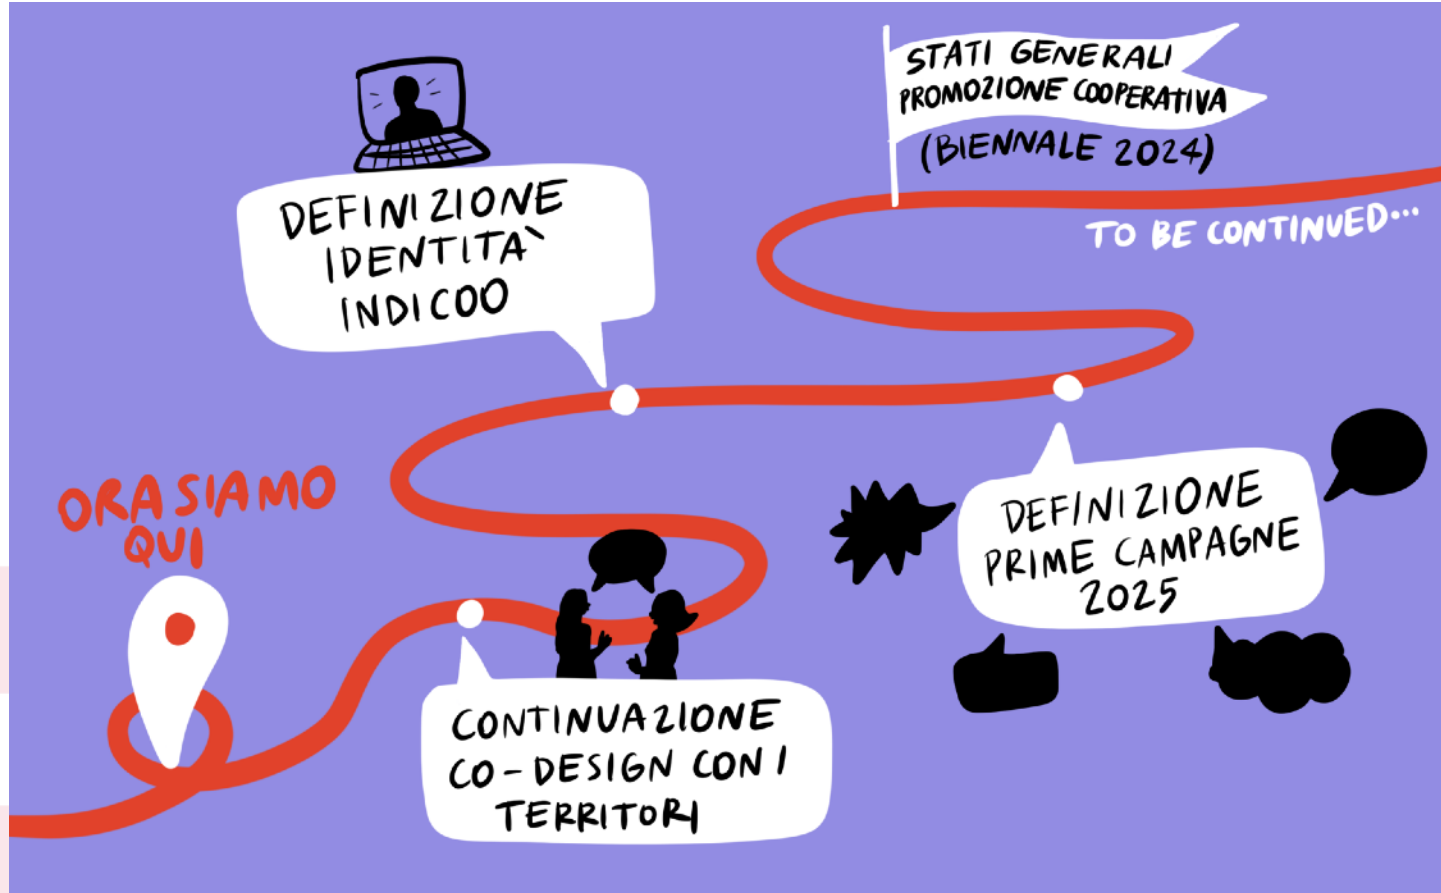 STATI GENERALI
PROMOZIONE COOPERATIVA
(BIENNALE 2024)
TO BE CONTINUED...
DEFINIZIONE
IDENTITA`
INDICOO
ORA SIAMO
QUI
DEFINIZIONE
PRIME CAMPAGNE
2025
CONTINUAZIONE
CO-DESIGN CON I
TERRITORI